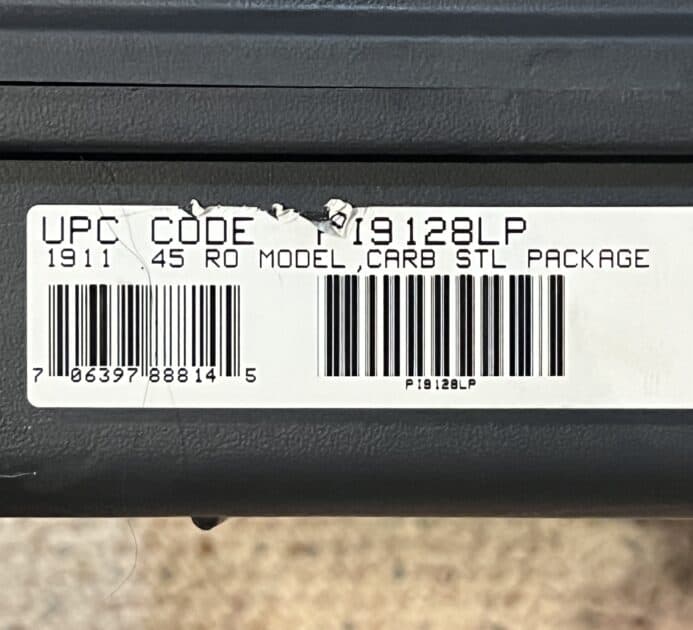 UPC CODE PI9128LP
1911 .45 RO MODEL,CARB STL PACKAGE
7 06397 88814 5
PI9128LP